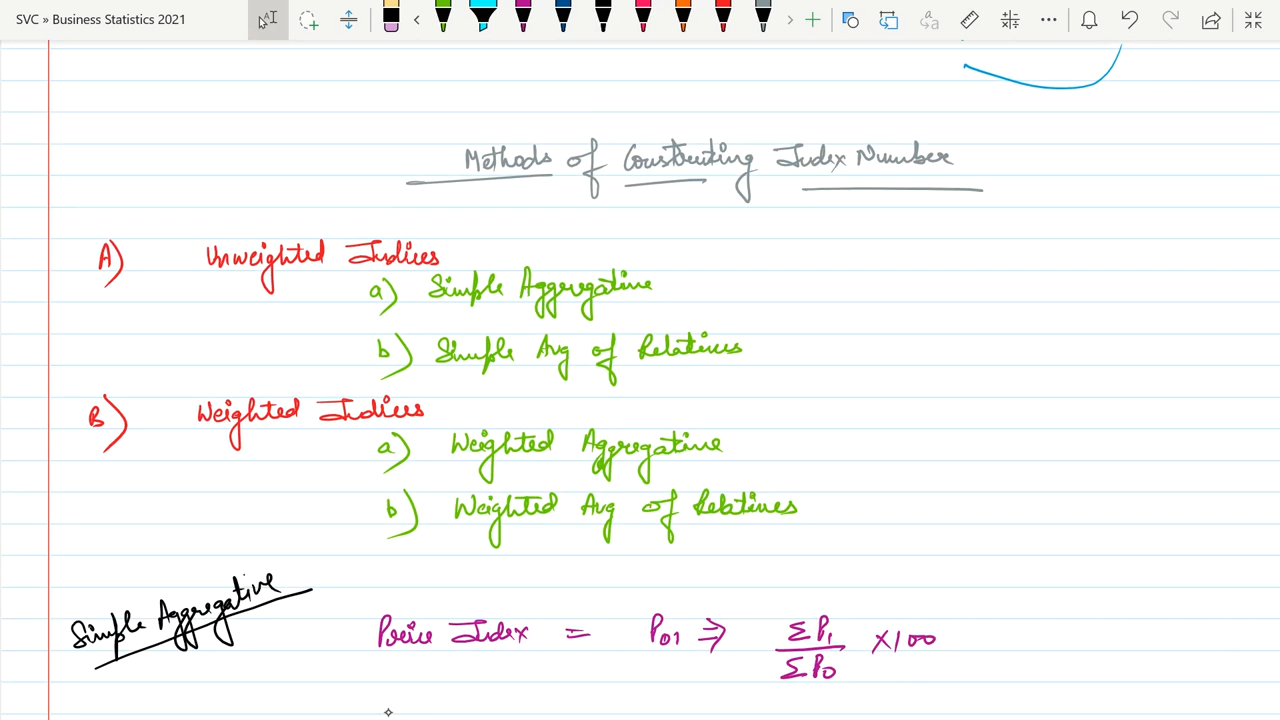 SVC » Business Statistics 2021
Methods of Constructing Index Number
A) Unweighted Indices
a) Simple Aggregative
b) Simple Avg of Relatives
B) Weighted Indices
a) Weighted Aggregative
b) Weighted Avg of Relatives
Simple Aggregative
Price Index = P01 ⇒ ΣP1 / ΣP0 ×100